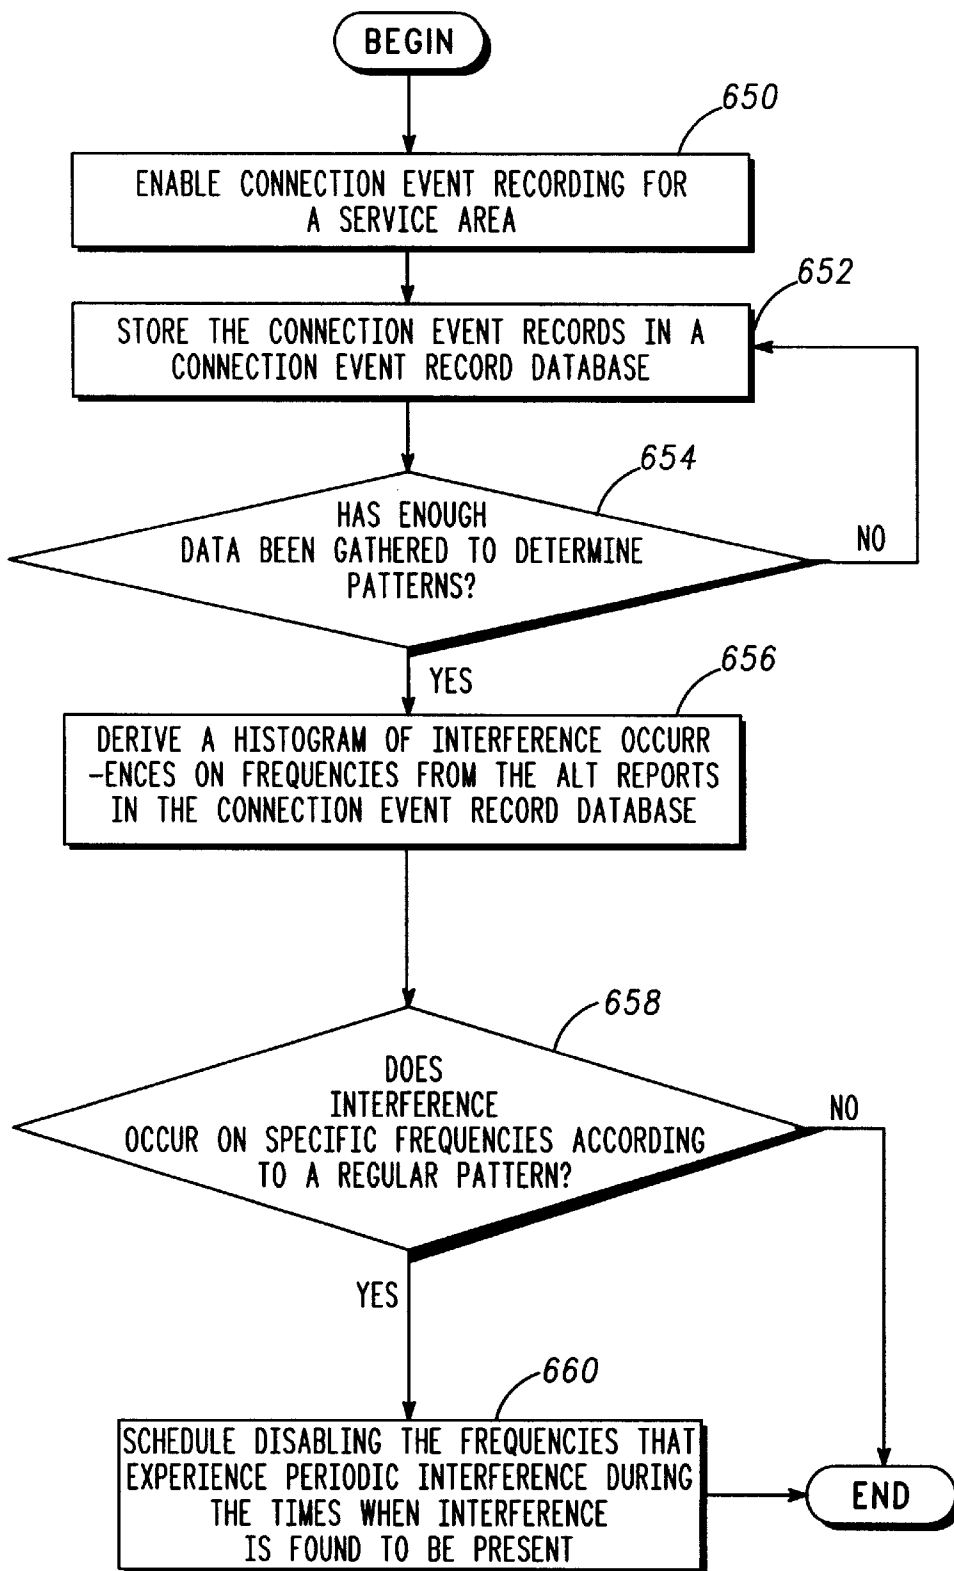 BEGIN
650
ENABLE CONNECTION EVENT RECORDING FOR
A SERVICE AREA
652
STORE THE CONNECTION EVENT RECORDS IN A
CONNECTION EVENT RECORD DATABASE
654
HAS ENOUGH
DATA BEEN GATHERED TO DETERMINE
PATTERNS?
NO
YES
656
DERIVE A HISTOGRAM OF INTERFERENCE OCCURR
-ENCES ON FREQUENCIES FROM THE ALT REPORTS
IN THE CONNECTION EVENT RECORD DATABASE
658
DOES
INTERFERENCE
OCCUR ON SPECIFIC FREQUENCIES ACCORDING
TO A REGULAR PATTERN?
NO
YES
660
SCHEDULE DISABLING THE FREQUENCIES THAT
EXPERIENCE PERIODIC INTERFERENCE DURING
THE TIMES WHEN INTERFERENCE
IS FOUND TO BE PRESENT
END